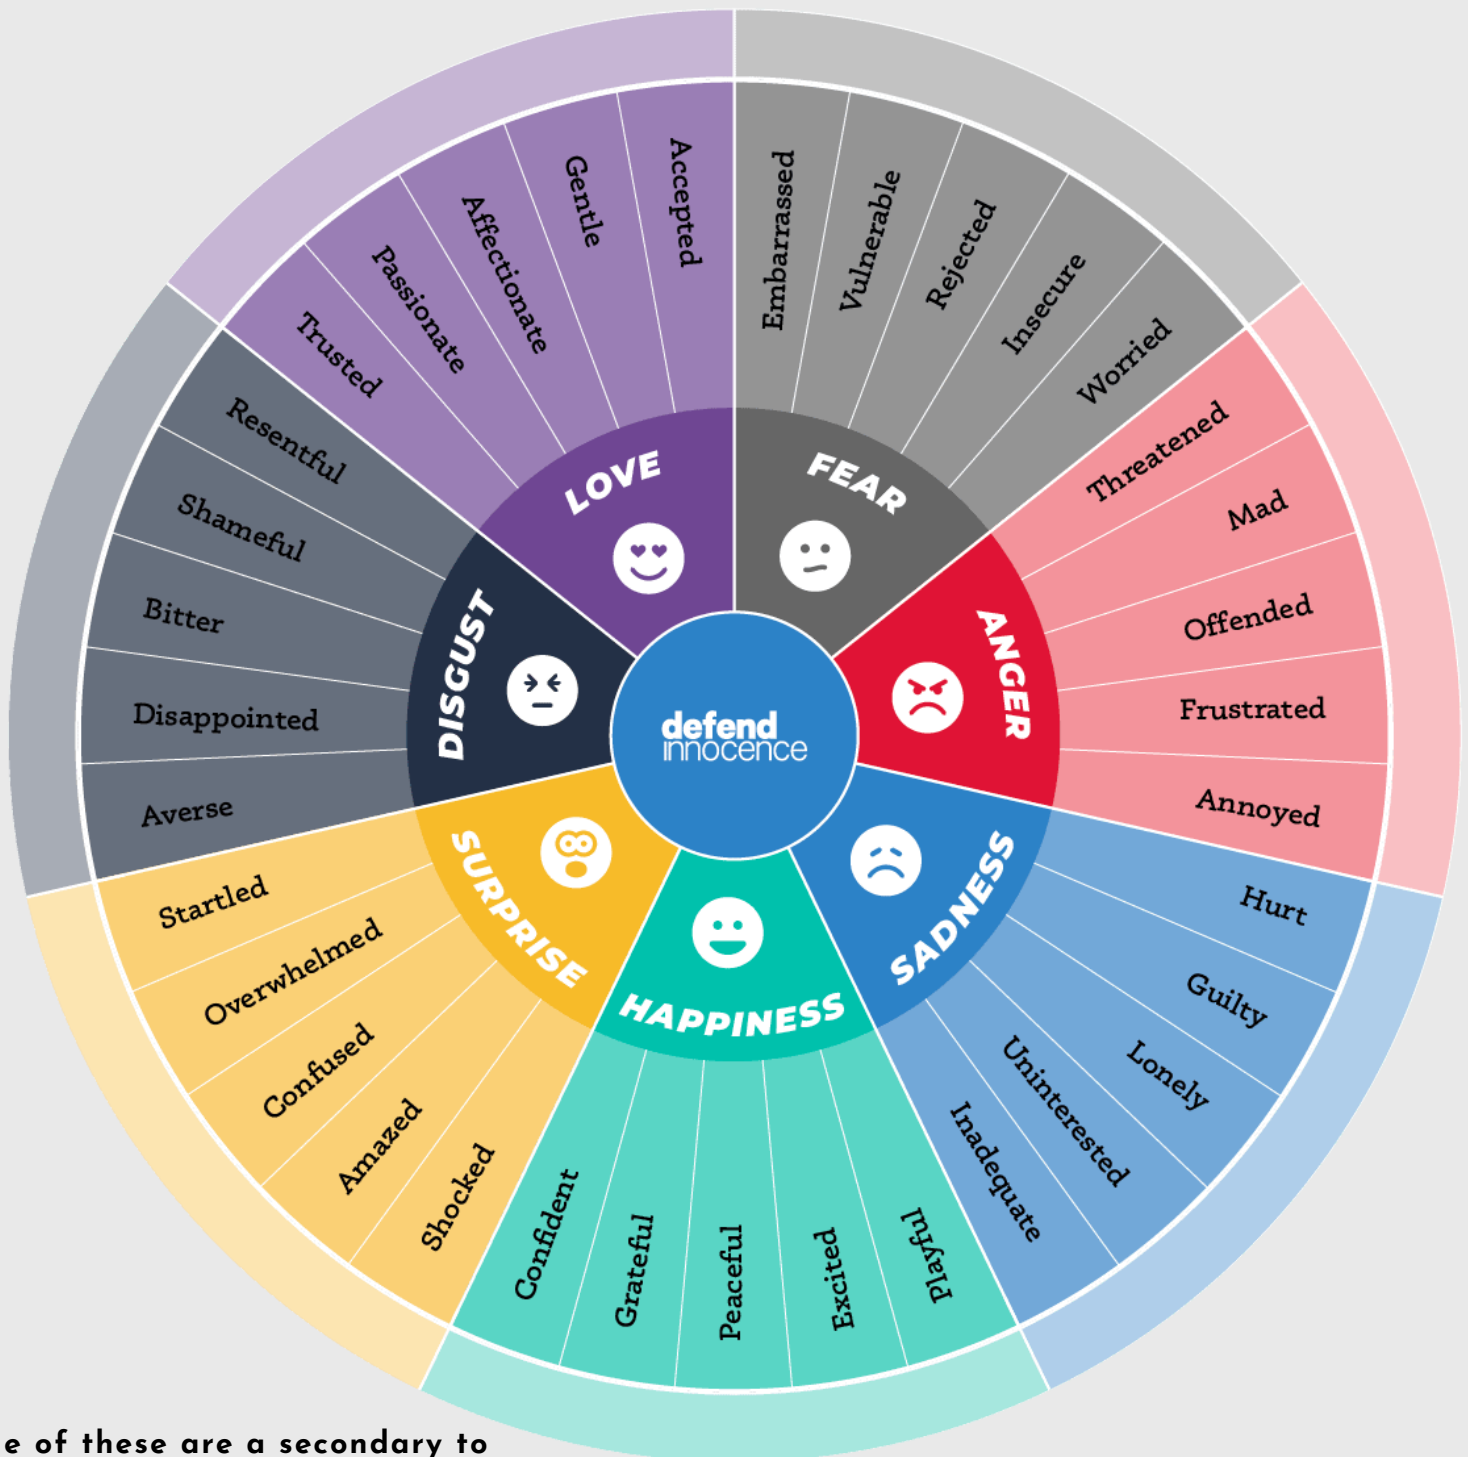 Accepted
Gentle
Affectionate
Passionate
Trusted
LOVE
Embarrassed
Vulnerable
Rejected
Insecure
Worried
FEAR
Threatened
Mad
Offended
Frustrated
Annoyed
ANGER
Hurt
Guilty
Lonely
Uninterested
Inadequate
SADNESS
Playful
Excited
Peaceful
Grateful
Confident
HAPPINESS
Shocked
Amazed
Confused
Overwhelmed
Startled
SURPRISE
Averse
Disappointed
Bitter
Shameful
Resentful
DISGUST
defend
innocence
e of these are a secondary to